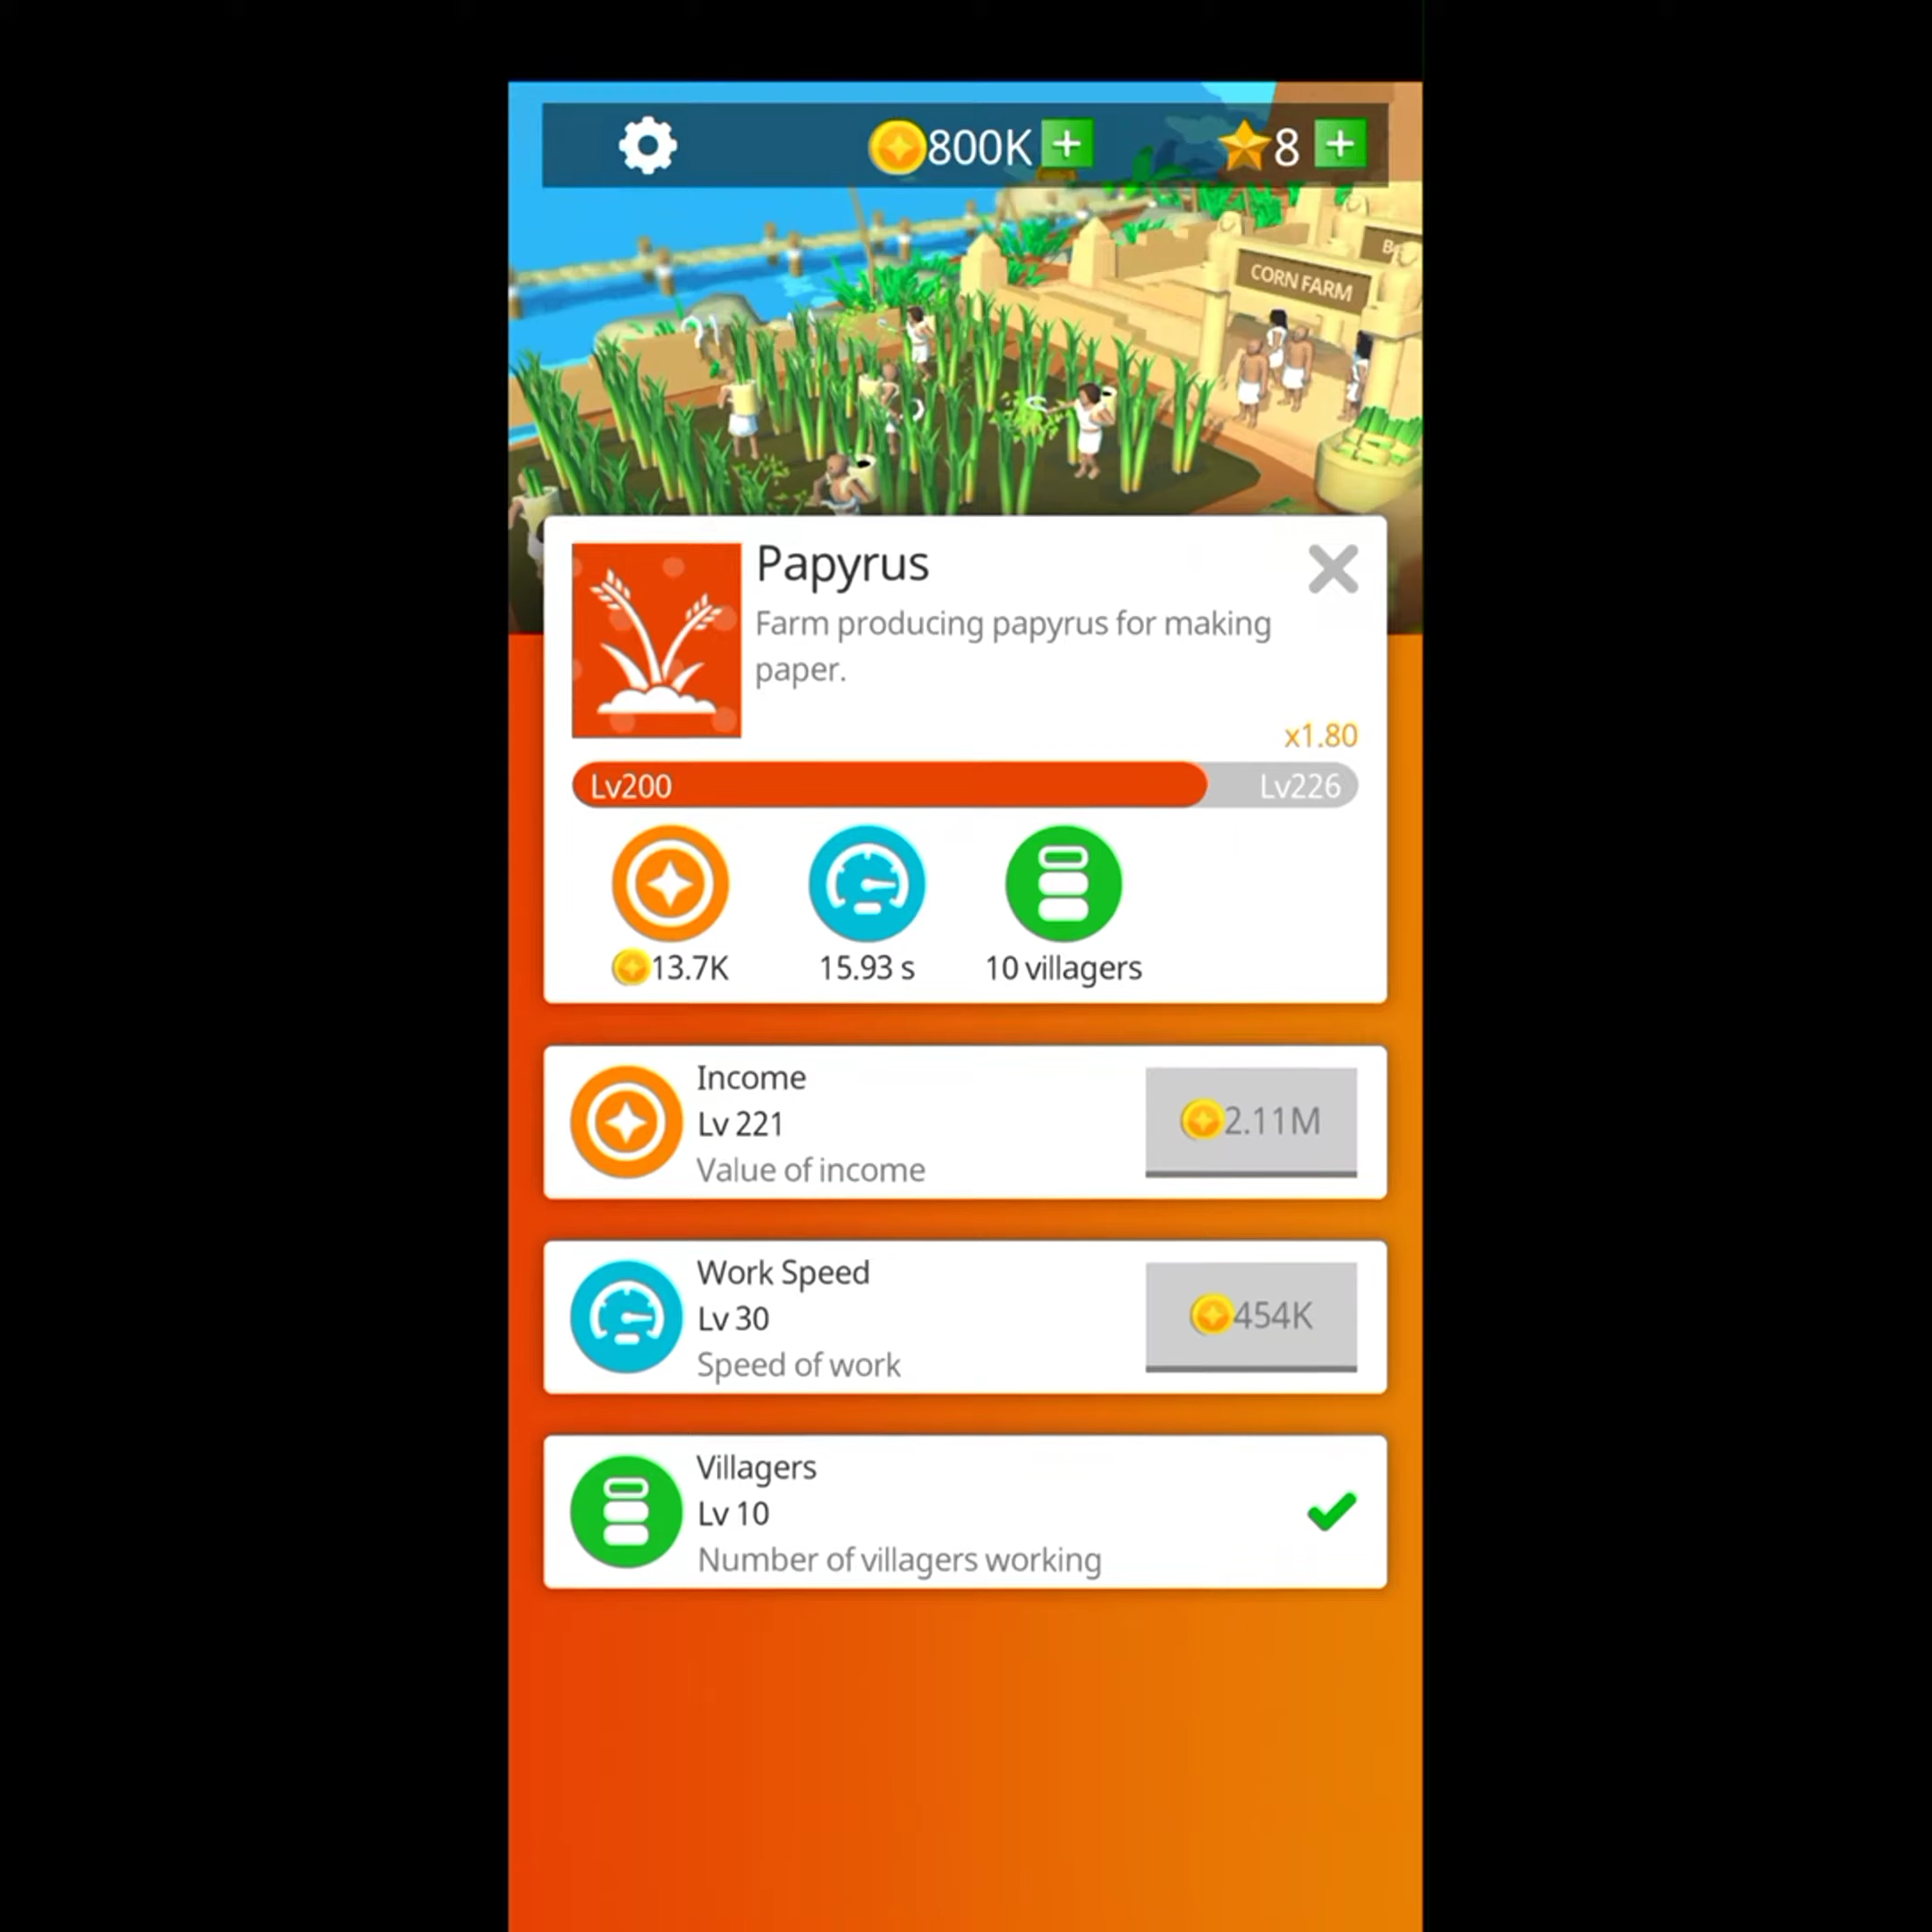 800K
8
CORN FARM
Papyrus
Farm producing papyrus for making
paper.
x1.80
Lv200 Lv226
13.7K 15.93 s 10 villagers
Income
Lv 221
2.11M
Value of income
Work Speed
Lv 30
454K
Speed of work
Villagers
Lv 10
Number of villagers working